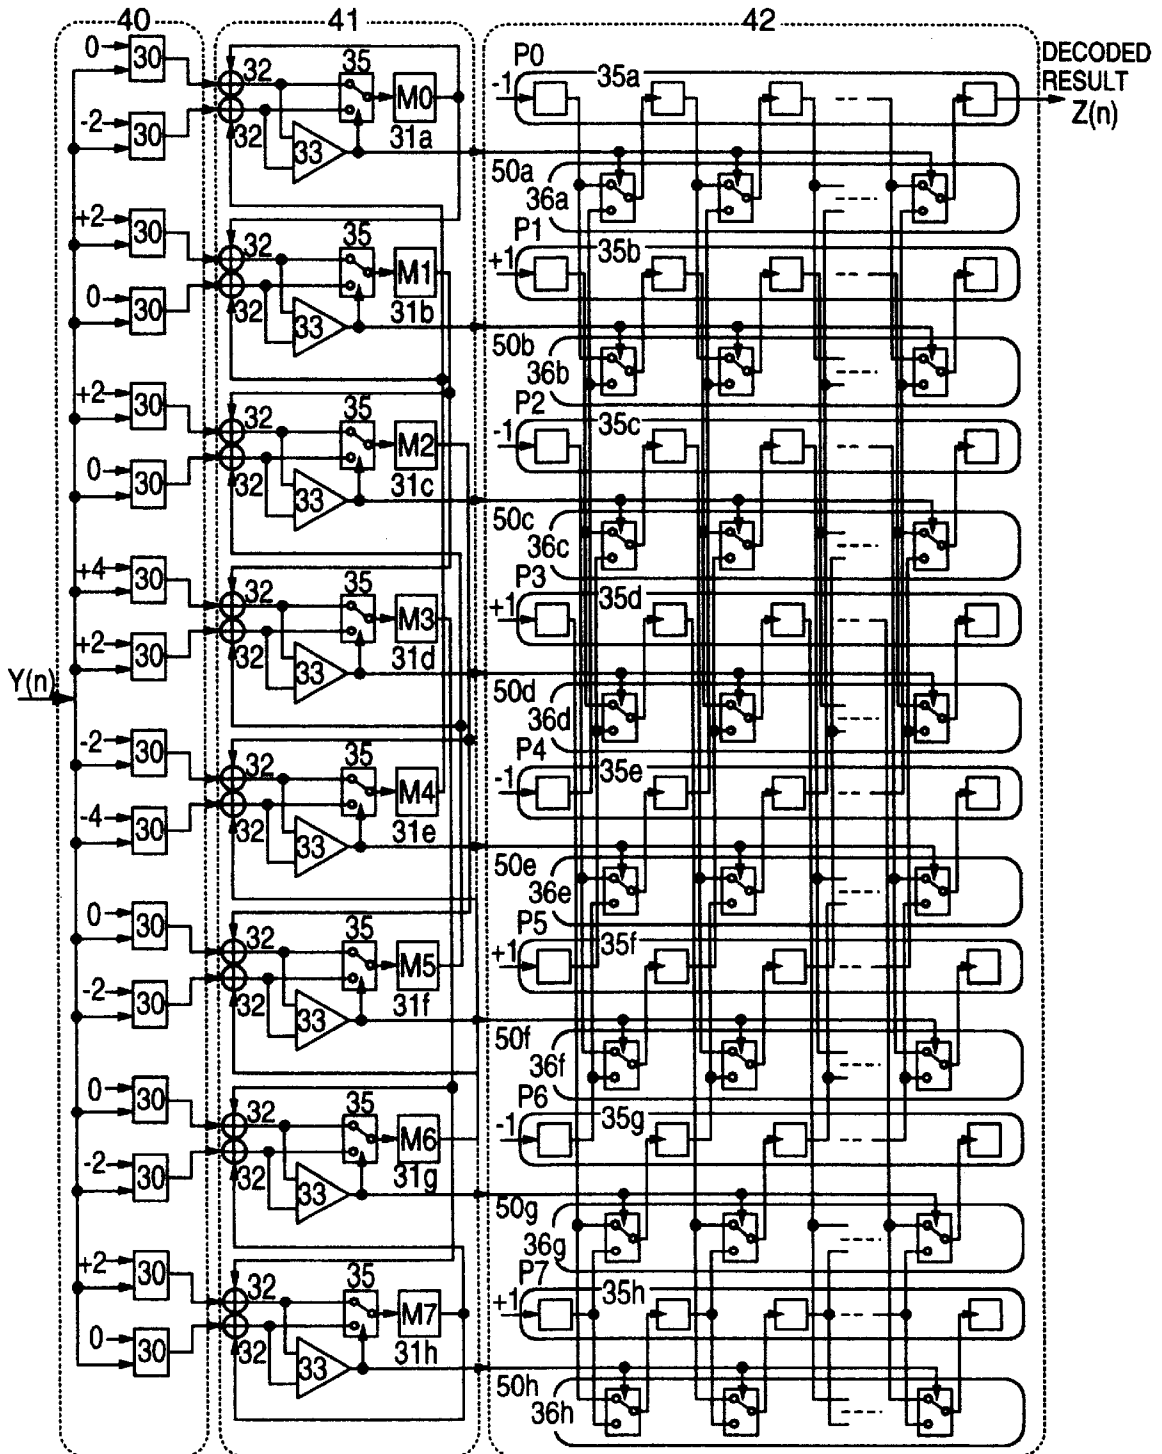 40 41 42
0 30 32 35 M0 P0 -1 35a DECODED
RESULT
Z(n)
-2 30 32 33 31a 50a 36a
+2 30 32 35 M1 P1 +1 35b
0 30 32 33 31b 50b 36b
+2 30 32 35 M2 P2 -1 35c
0 30 32 33 31c 50c 36c
+4 30 32 35 M3 P3 +1 35d
+2 30 32 33 31d 50d 36d
Y(n)
-2 30 32 35 M4 P4 -1 35e
-4 30 32 33 31e 50e 36e
0 30 32 35 M5 P5 +1 35f
-2 30 32 33 31f 50f 36f
0 30 32 35 M6 P6 -1 35g
-2 30 32 33 31g 50g 36g
+2 30 32 35 M7 P7 +1 35h
0 30 32 33 31h 50h 36h